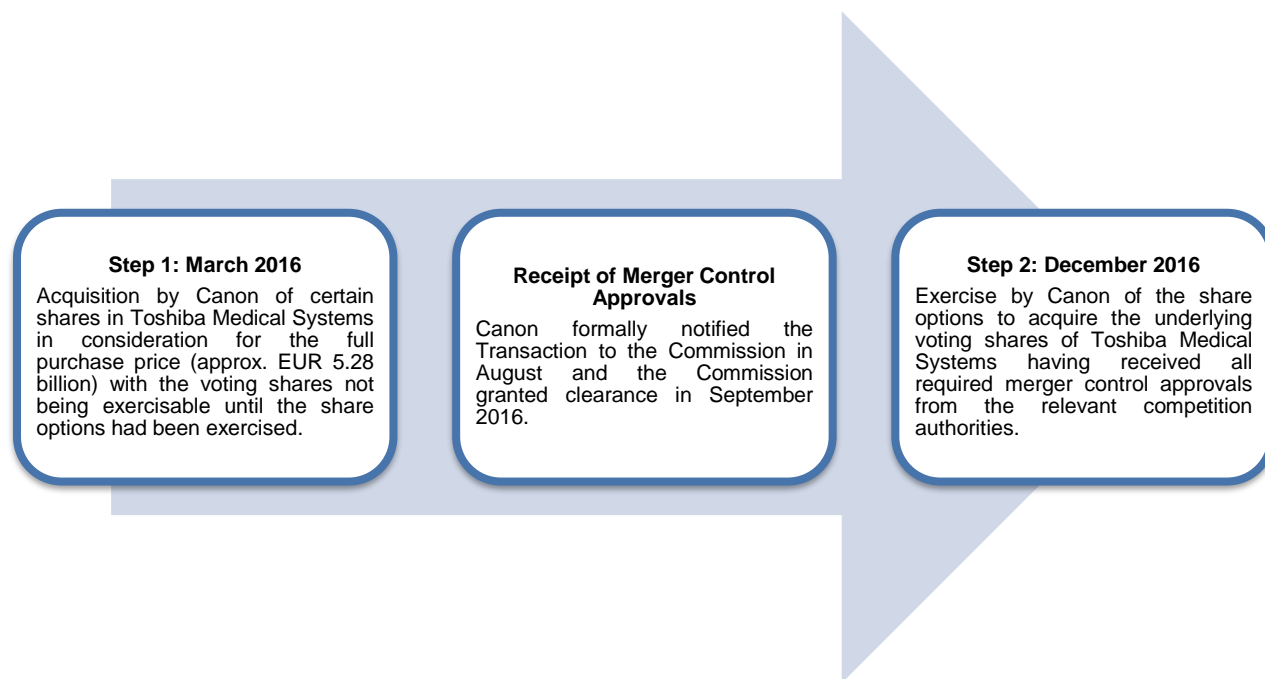 Step 1: March 2016
Acquisition by Canon of certain
shares in Toshiba Medical Systems
in consideration for the full
purchase price (approx. EUR 5.28
billion) with the voting shares not
being exercisable until the share
options had been exercised.
Receipt of Merger Control
Approvals
Canon formally notified the
Transaction to the Commission in
August and the Commission
granted clearance in September
2016.
Step 2: December 2016
Exercise by Canon of the share
options to acquire the underlying
voting shares of Toshiba Medical
Systems having received all
required merger control approvals
from the relevant competition
authorities.